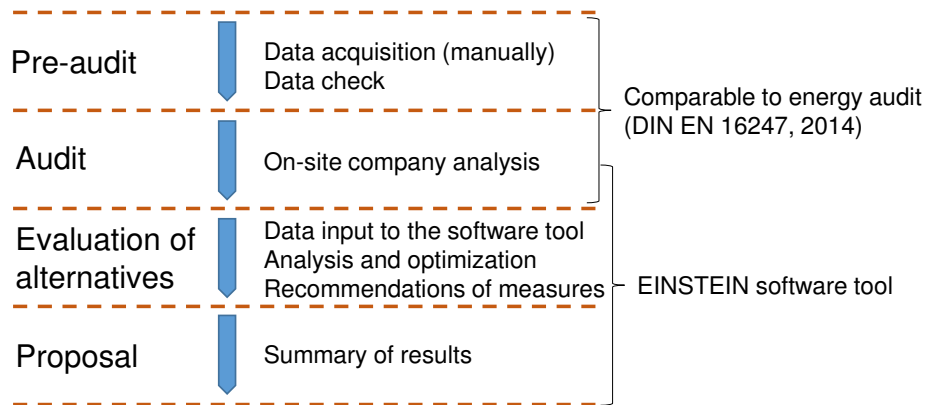 Pre-audit
Data acquisition (manually)
Data check
Comparable to energy audit
(DIN EN 16247, 2014)
Audit
On-site company analysis
Evaluation of
alternatives
Data input to the software tool
Analysis and optimization
Recommendations of measures
EINSTEIN software tool
Proposal
Summary of results